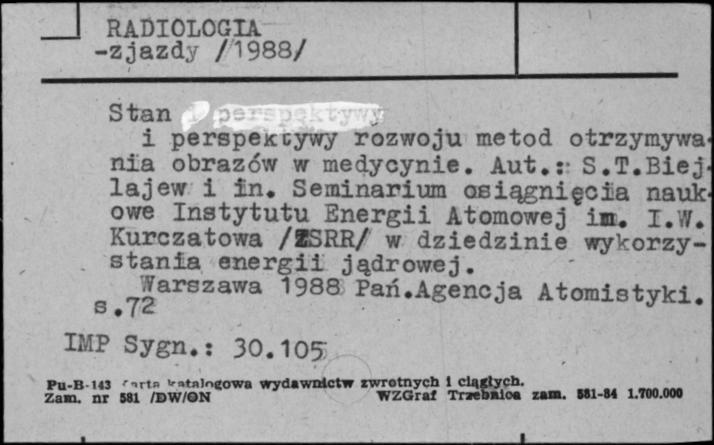 RADIOLOGIA
-zjazdy /1988/
Stan i perspektywy
i perspektywy rozwoju metod otrzymywa-
nia obrazów w medycynie. Aut.: S.T.Biej-
lajew i in. Seminarium osiągnięcia nauk-
owe Instytutu Energii Atomowej im. I.W.
Kurczatowa /ZSRR/ w dziedzinie wykorzy-
stania energii jądrowej.
Warszawa 1988 Pań.Agencja Atomistyki.
s.72
IMP Sygn.: 30.105
Pu-B-143 Karta katalogowa wydawnictw zwrotnych i ciągłych.
Zam. nr 581 /DW/ON WZGraf Trzebnica zam. 581-84 1.700.000